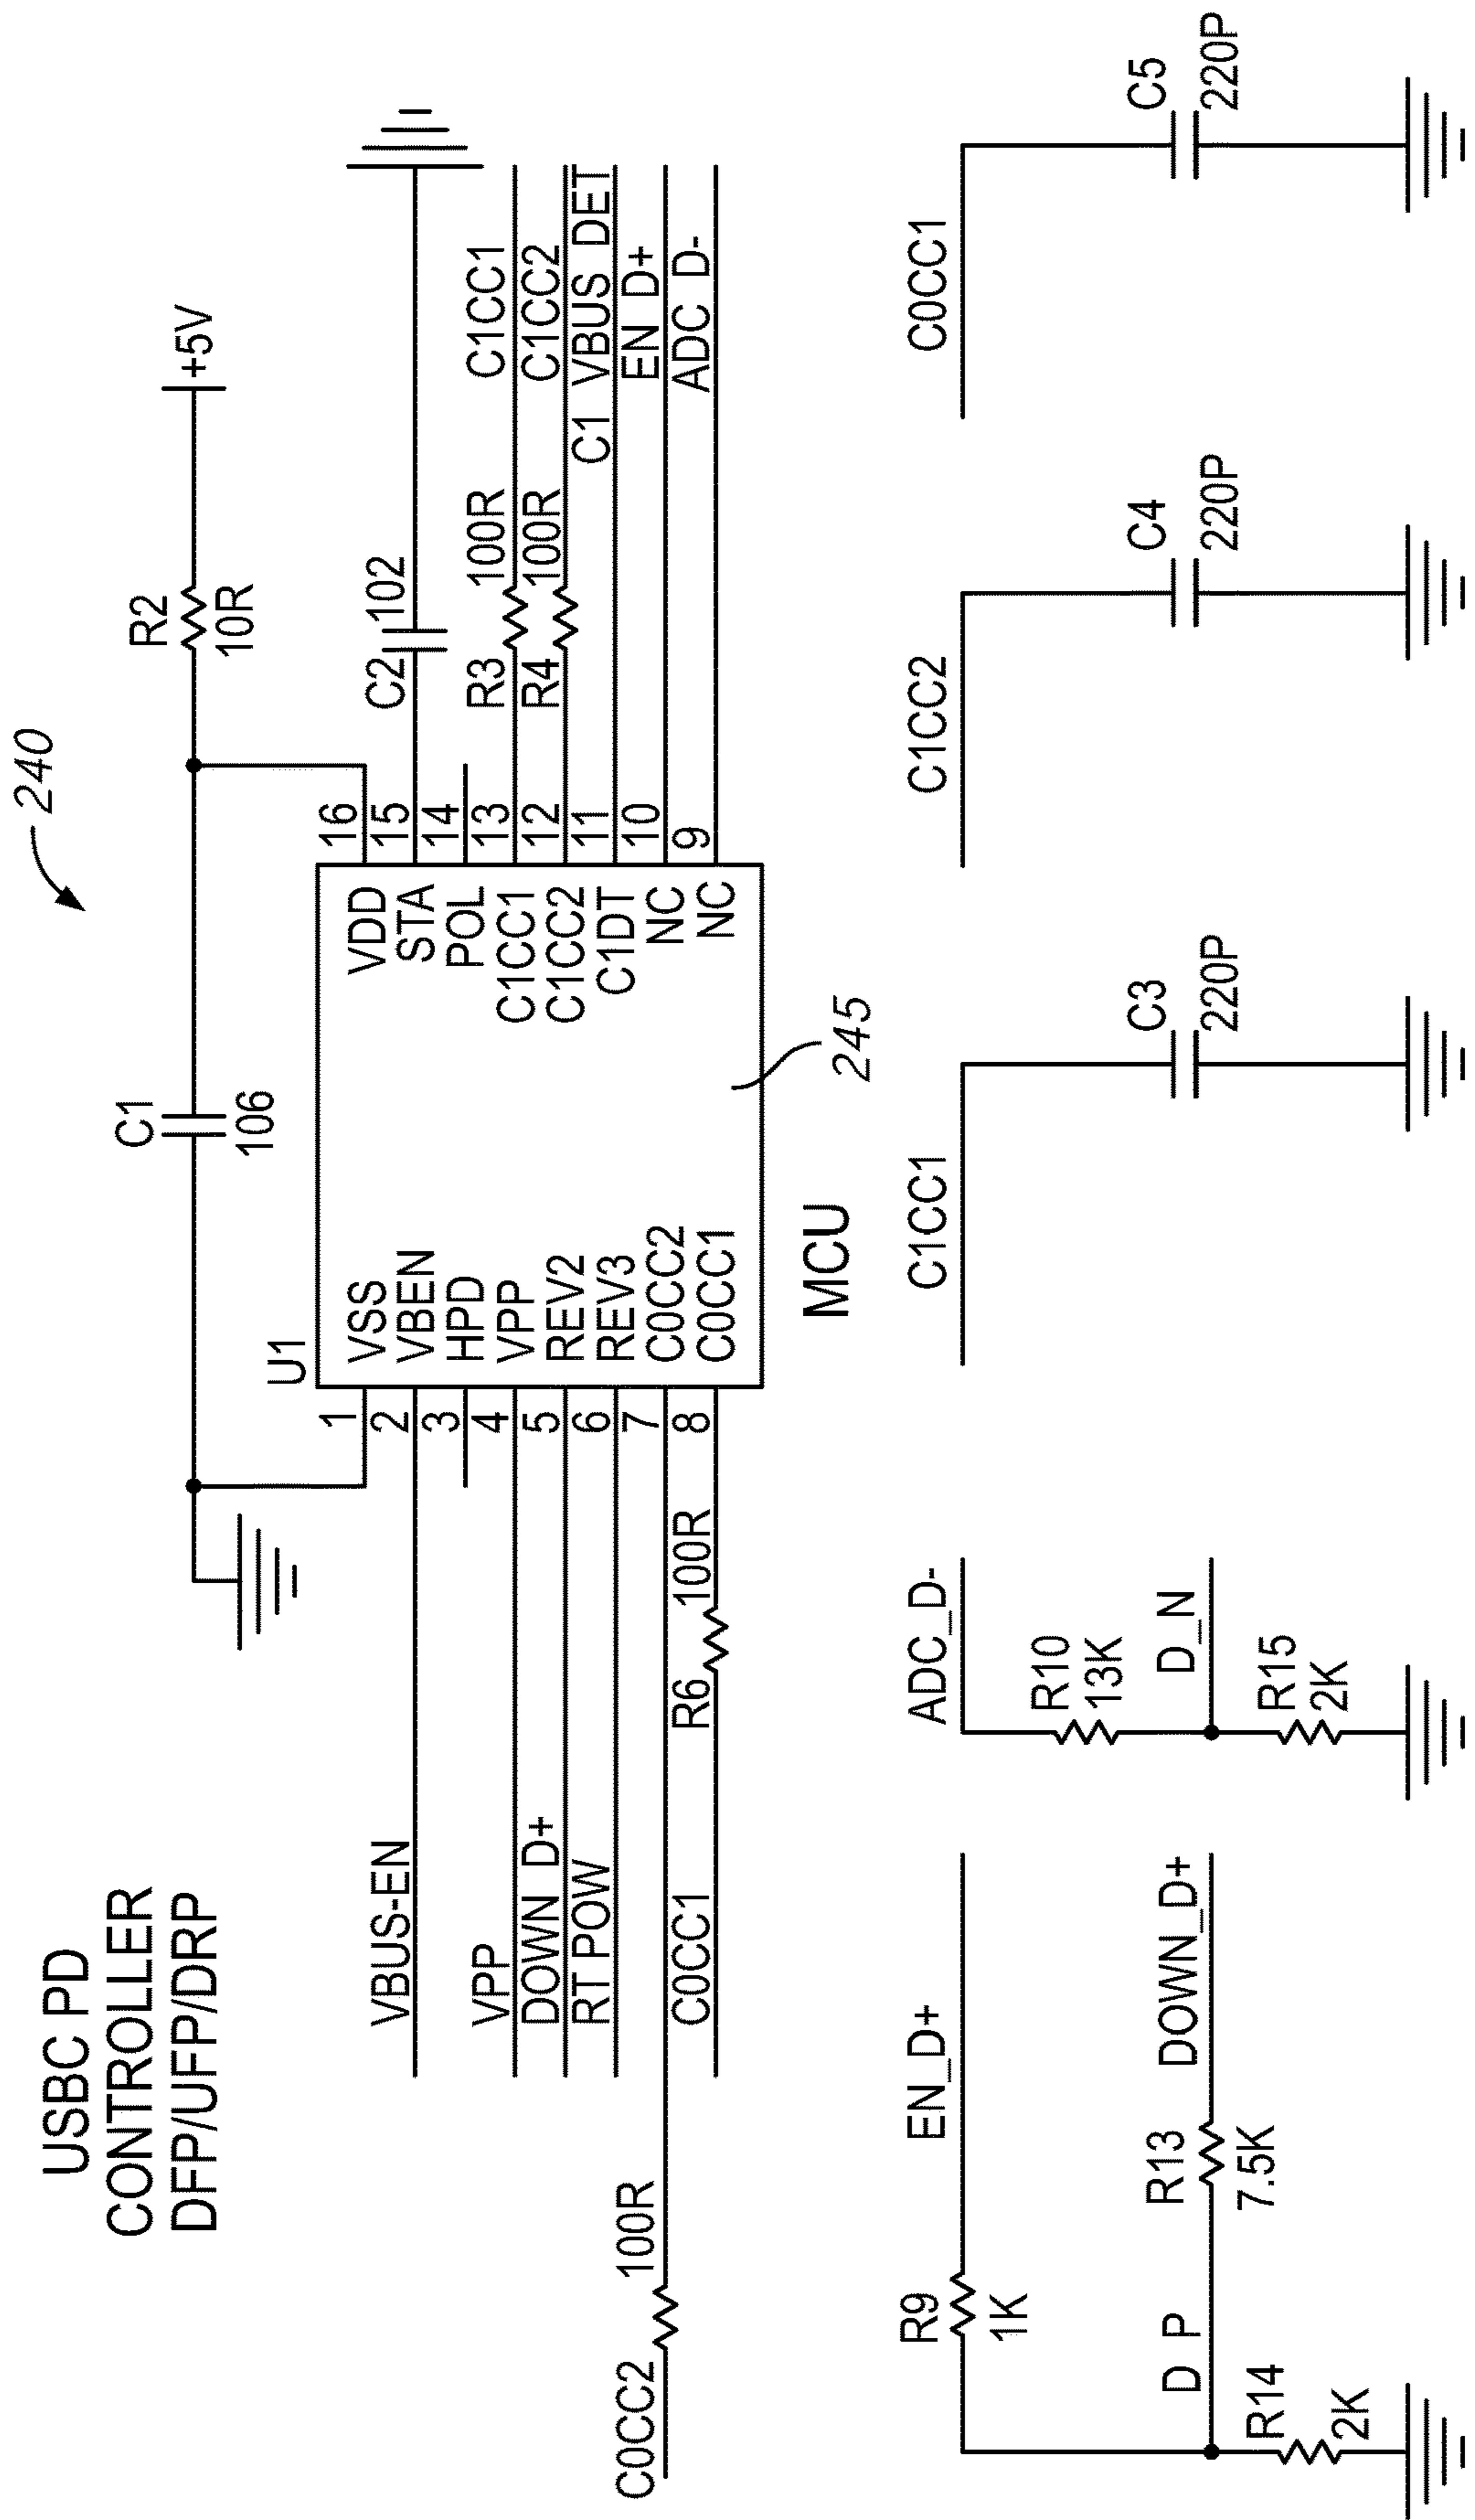 USBC PD
CONTROLLER
DFP/UFP/DRP
240
C1
106
R2
10R
+5V
U1
1
2
3
4
5
6
7
8
VSS
VBEN
HPD
VPP
REV2
REV3
C0CC2
C0CC1
VDD
STA
POL
C1CC1
C1CC2
C1DT
NC
NC
16
15
14
13
12
11
10
9
VBUS-EN
VPP
DOWN D+
RT POW
C0CC2
100R
C0CC1
R6
100R
C2
102
R3
100R
C1CC1
R4
100R
C1CC2
C1 VBUS DET
EN D+
ADC D-
MCU
245
EN_D+
R9
1K
D P
R13
7.5K
DOWN_D+
R14
2K
ADC_D-
R10
13K
D_N
R15
2K
C1CC1
C3
220P
C1CC2
C4
220P
C0CC1
C5
220P